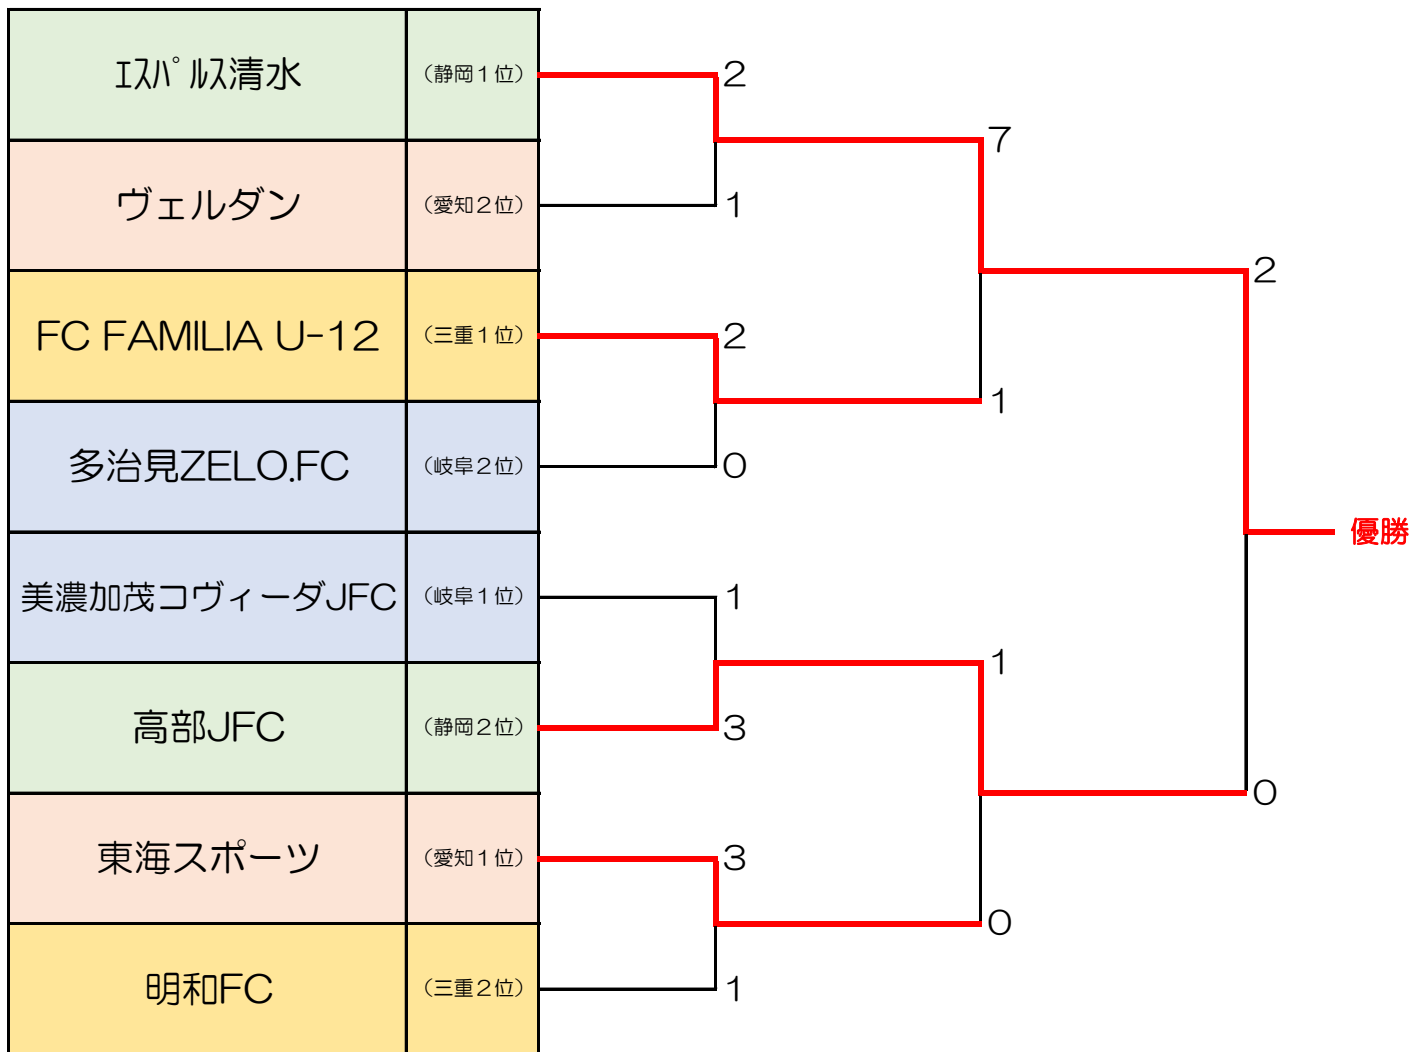 ｴｽﾊﾟﾙｽ清水 （静岡１位） 2
7
ヴェルダン （愛知２位） 1
2
FC FAMILIA U-12 （三重１位） 2
1
多治見ZELO.FC （岐阜２位） 0
優勝
美濃加茂コヴィーダJFC （岐阜１位） 1
1
高部JFC （静岡２位） 3
0
東海スポーツ （愛知１位） 3
0
明和FC （三重２位） 1